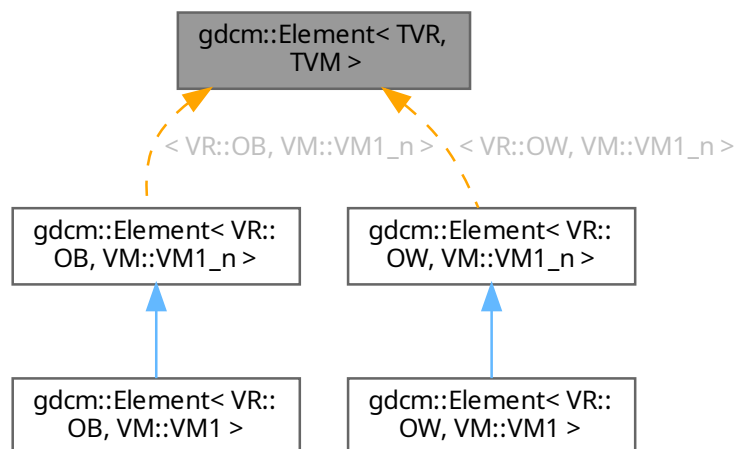 gdcm::Element< TVR,
TVM >
< VR::OB, VM::VM1_n >
< VR::OW, VM::VM1_n >
gdcm::Element< VR::
OB, VM::VM1_n >
gdcm::Element< VR::
OW, VM::VM1_n >
gdcm::Element< VR::
OB, VM::VM1 >
gdcm::Element< VR::
OW, VM::VM1 >